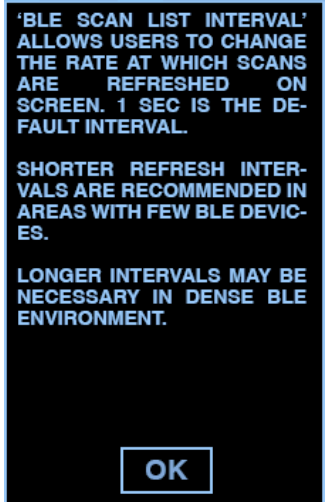 ‘BLE SCAN LIST INTERVAL’
ALLOWS USERS TO CHANGE
THE RATE AT WHICH SCANS
ARE REFRESHED ON
SCREEN. 1 SEC IS THE DE-
FAULT INTERVAL.
SHORTER REFRESH INTER-
VALS ARE RECOMMENDED IN
AREAS WITH FEW BLE DEVIC-
ES.
LONGER INTERVALS MAY BE
NECESSARY IN DENSE BLE
ENVIRONMENT.
OK